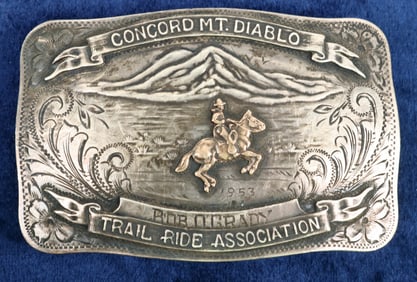 CONCORD MT. DIABLO
1953
BOB O'GRADY
TRAIL RIDE ASSOCIATION